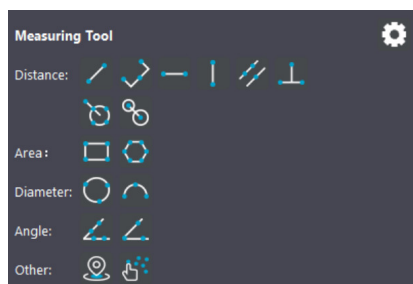 Measuring Tool
Distance:
Area:
Diameter:
Angle:
Other: